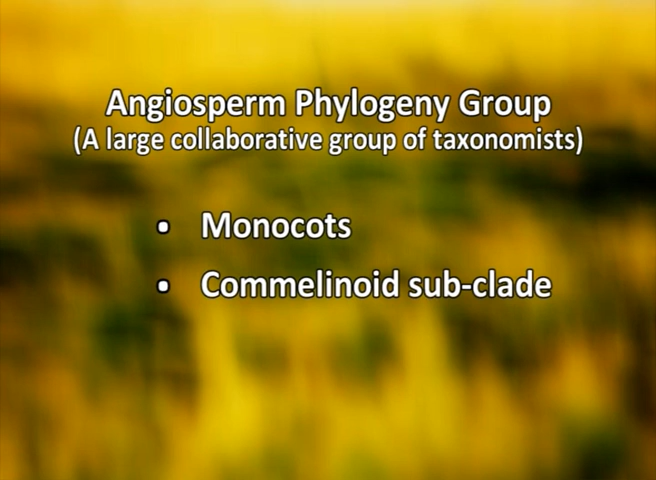 Angiosperm Phylogeny Group
(A large collaborative group of taxonomists)
• Monocots
• Commelinoid sub-clade